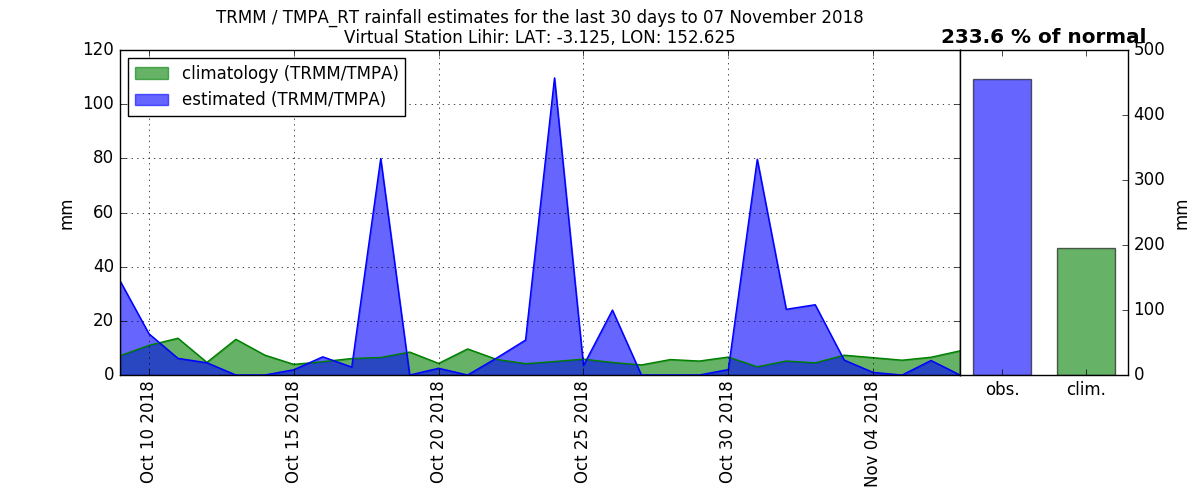 TRMM / TMPA_RT rainfall estimates for the last 30 days to 07 November 2018
Virtual Station Lihir: LAT: -3.125, LON: 152.625
233.6 % of normal
climatology (TRMM/TMPA)
estimated (TRMM/TMPA)
120
100
80
60
40
20
0
mm
Oct 10 2018
Oct 15 2018
Oct 20 2018
Oct 25 2018
Oct 30 2018
Nov 04 2018
500
400
300
200
100
0
mm
obs.
clim.